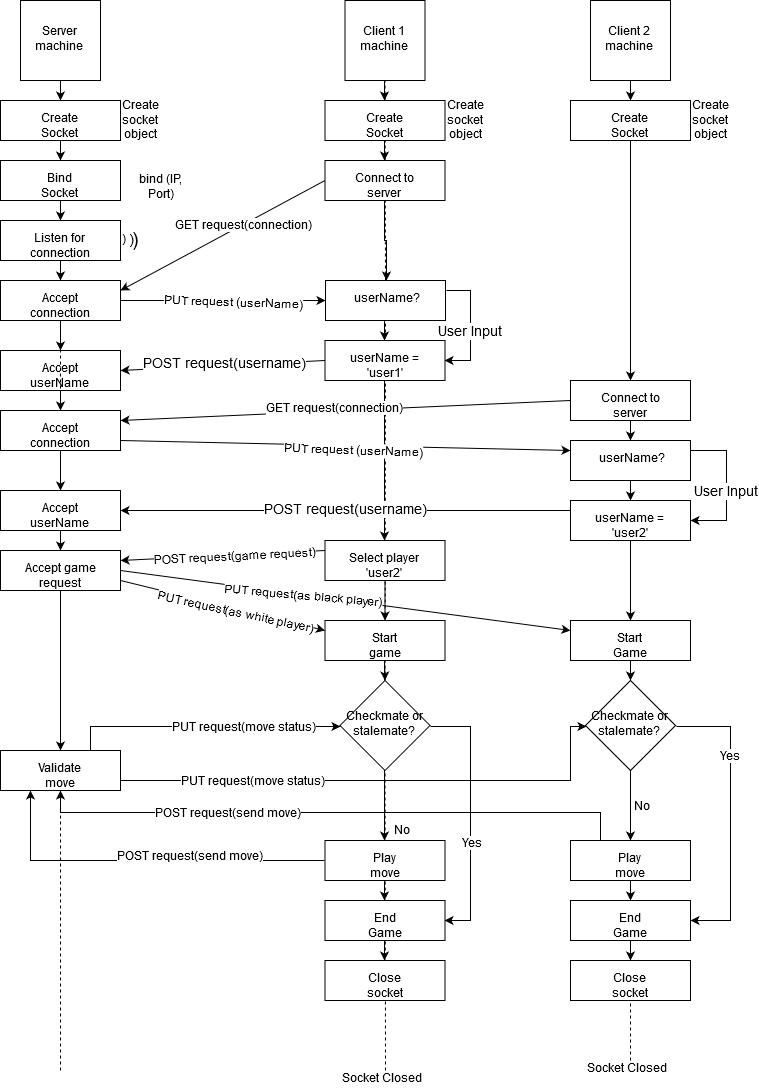 Server
machine
Client 1
machine
Client 2
machine
Create
Socket
Create
socket
object
Create
Socket
Create
socket
object
Create
Socket
Create
socket
object
Bind
Socket
bind (IP,
Port)
Connect to
server
GET request(connection)
Listen for
connection
) ))
Accept
connection
PUT request (userName)
userName?
User Input
Accept
userName
POST request(username)
userName =
'user1'
Connect to
server
GET request(connection)
Accept
connection
PUT request (userName)
userName?
User Input
Accept
userName
POST request(username)
userName =
'user2'
Accept game
request
POST request(game request)
Select player
'user2'
PUT request(as black player)
PUT request(as white player)
Start
game
Start
Game
Checkmate or
stalemate?
Checkmate or
stalemate?
PUT request(move status)
Yes
Validate
move
PUT request(move status)
No
POST request(send move)
No
Yes
POST request(send move)
Play
move
Play
move
End
Game
End
Game
Close
socket
Close
socket
Socket Closed
Socket Closed